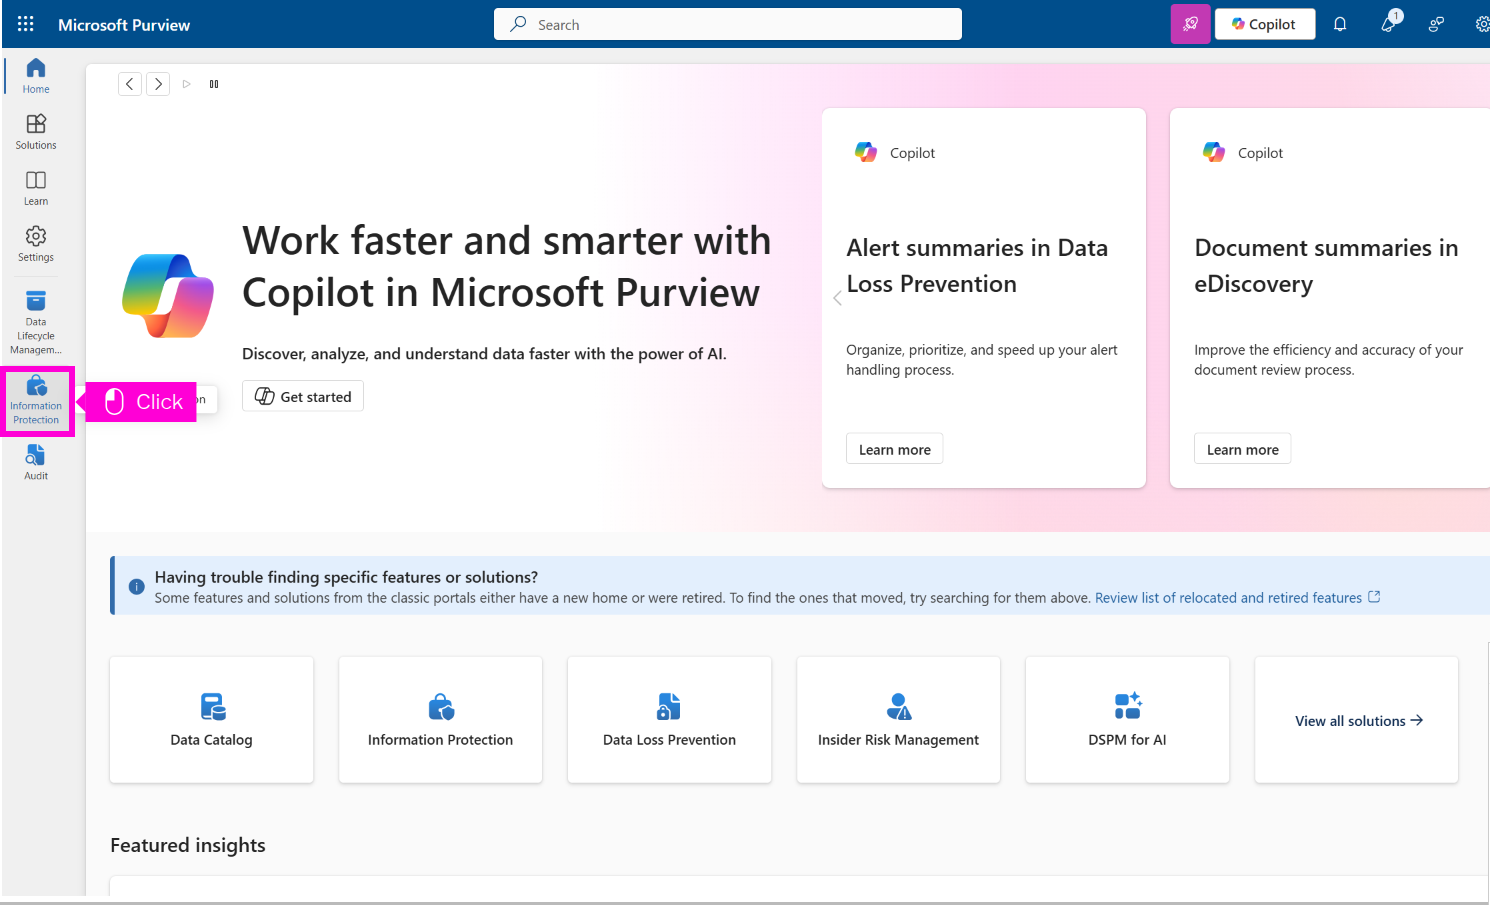 Microsoft Purview
Search
Copilot
1
Home
Solutions
Learn
Settings
Data
Lifecycle
Managem...
Information
Protection
Audit
Click
on
Work faster and smarter with
Copilot in Microsoft Purview
Discover, analyze, and understand data faster with the power of AI.
Get started
Copilot
Alert summaries in Data
Loss Prevention
Organize, prioritize, and speed up your alert
handling process.
Learn more
Copilot
Document summaries in
eDiscovery
Improve the efficiency and accuracy of your
document review process.
Learn more
Having trouble finding specific features or solutions?
Some features and solutions from the classic portals either have a new home or were retired. To find the ones that moved, try searching for them above. Review list of relocated and retired features
Data Catalog
Information Protection
Data Loss Prevention
Insider Risk Management
DSPM for AI
View all solutions
Featured insights